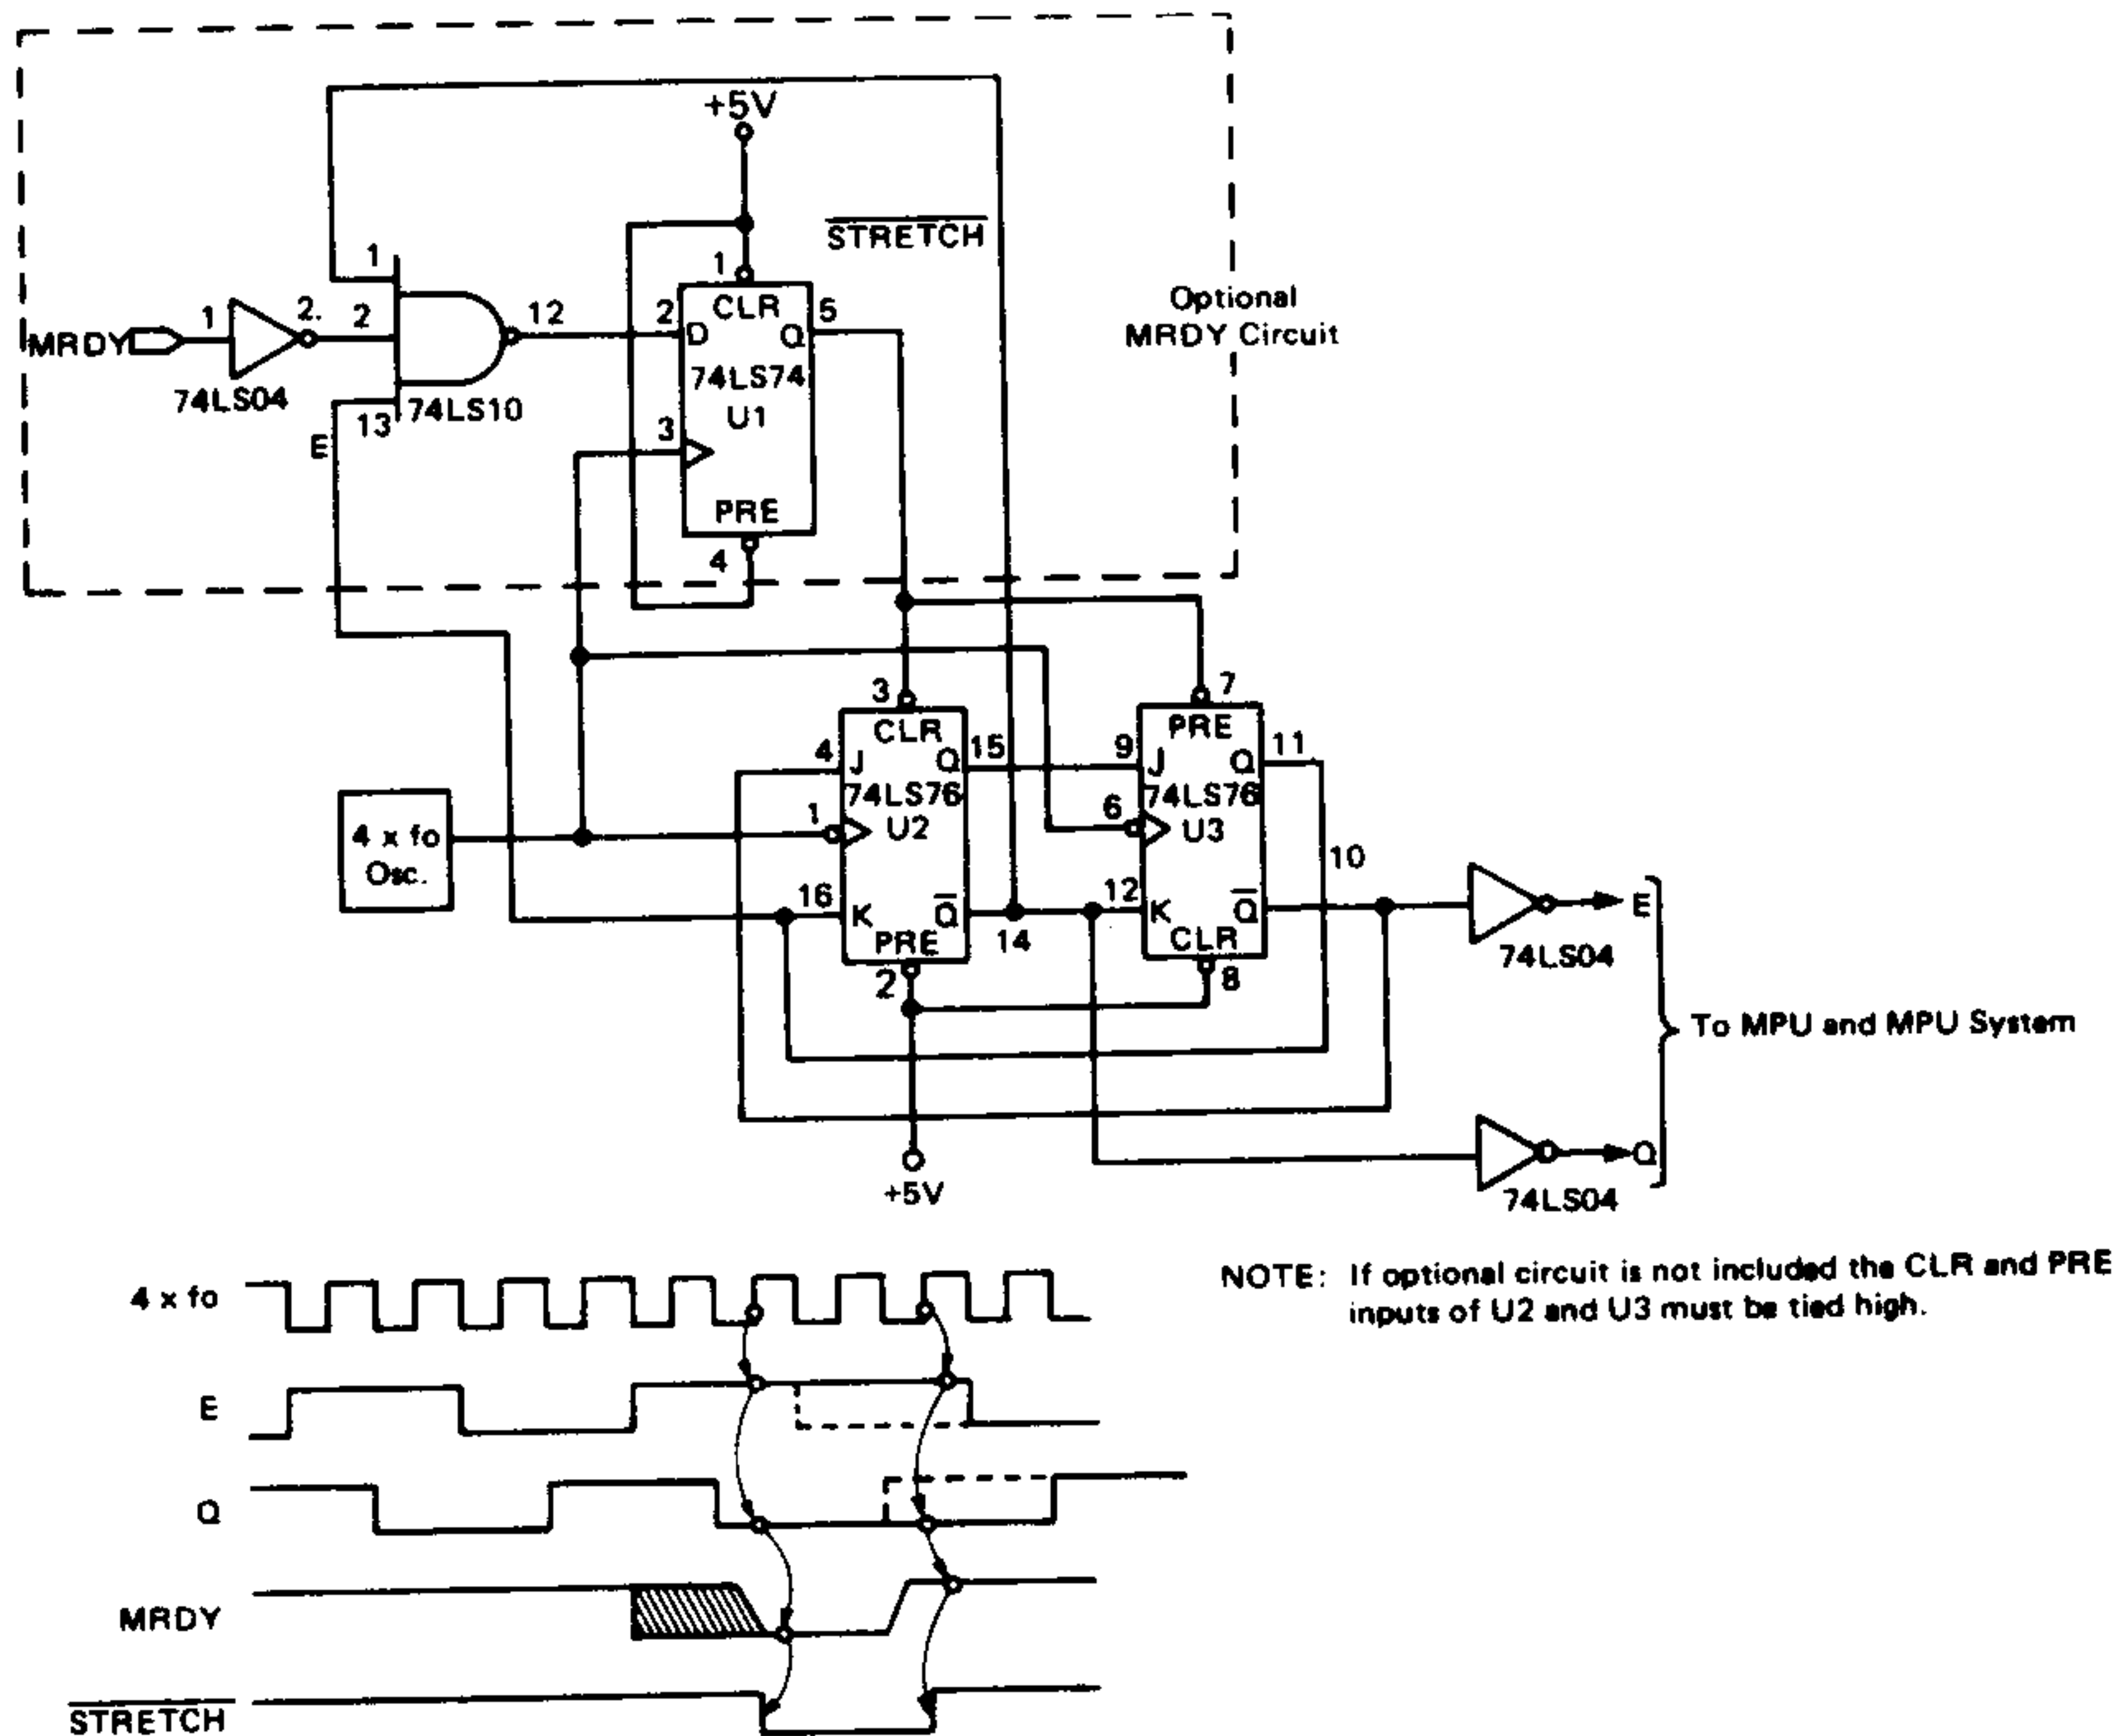 +5V
STRETCH
Optional
MRDY Circuit
1
MRDY
1
2.
2
12
74LS04
13
74LS10
E
1
CLR
2
D
Q
5
74LS74
U1
3
PRE
4
3
CLR
4
J
Q
15
74LS76
1
U2
16
K
Q
PRE
14
2
7
PRE
9
J
Q
11
74LS76
6
U3
12
K
Q
10
CLR
8
4 x fo
Osc.
E
74LS04
To MPU and MPU System
Q
74LS04
+5V
NOTE: If optional circuit is not included the CLR and PRE
inputs of U2 and U3 must be tied high.
4 x fo
E
Q
MRDY
STRETCH